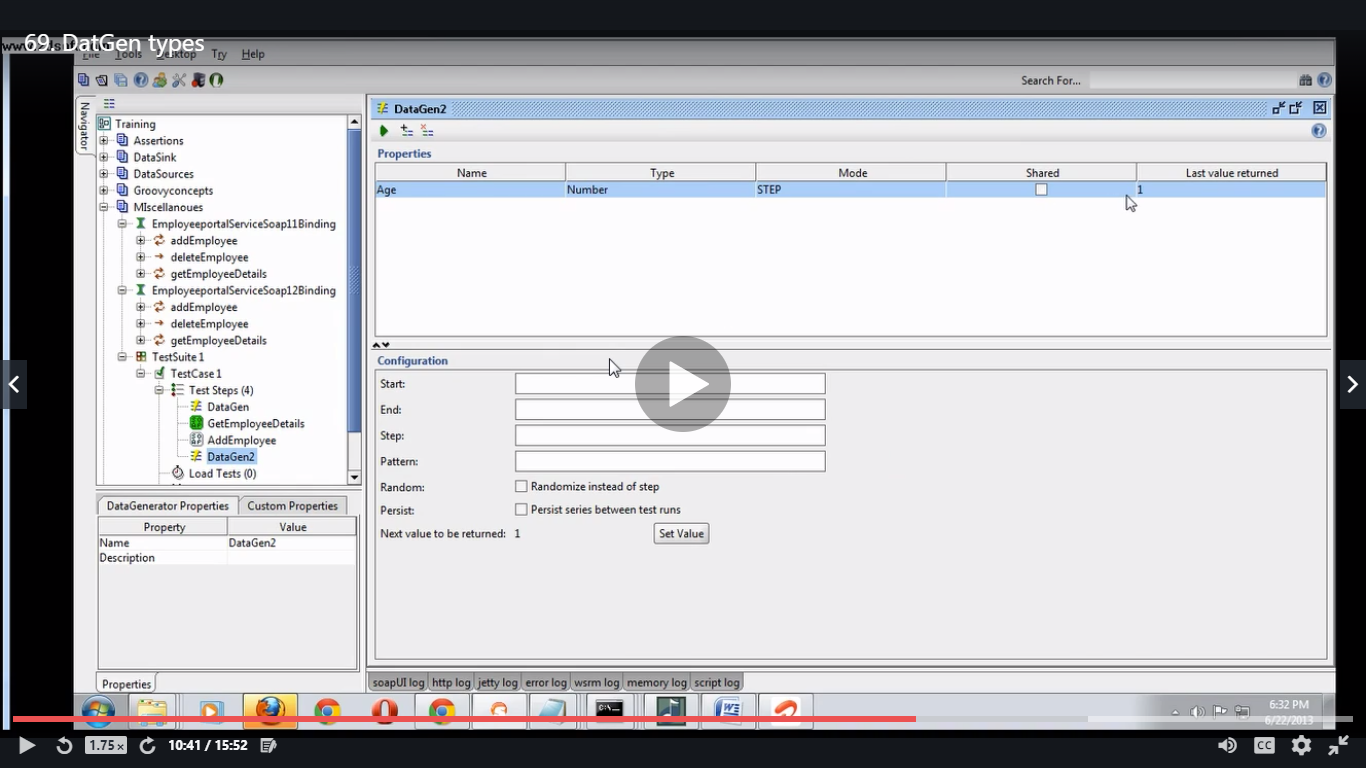 69. DatGen types
Tools Desktop Try Help
Search For...
Navigator
Training
Assertions
DataSink
DataSources
Groovyconcepts
MIscellanoues
EmployeeportalServiceSoap11Binding
addEmployee
deleteEmployee
getEmployeeDetails
EmployeeportalServiceSoap12Binding
addEmployee
deleteEmployee
getEmployeeDetails
TestSuite 1
TestCase 1
Test Steps (4)
DataGen
GetEmployeeDetails
AddEmployee
DataGen2
Load Tests (0)
DataGenerator Properties Custom Properties
Property Value
Name DataGen2
Description
Properties
DataGen2
Properties
Name Type Mode Shared Last value returned
Age Number STEP 1
Configuration
Start:
End:
Step:
Pattern:
Random: Randomize instead of step
Persist: Persist series between test runs
Next value to be returned: 1 Set Value
soapUI log http log jetty log error log wsrm log memory log script log
6:32 PM
6/22/2013
1.75 x 10:41 / 15:52 CC